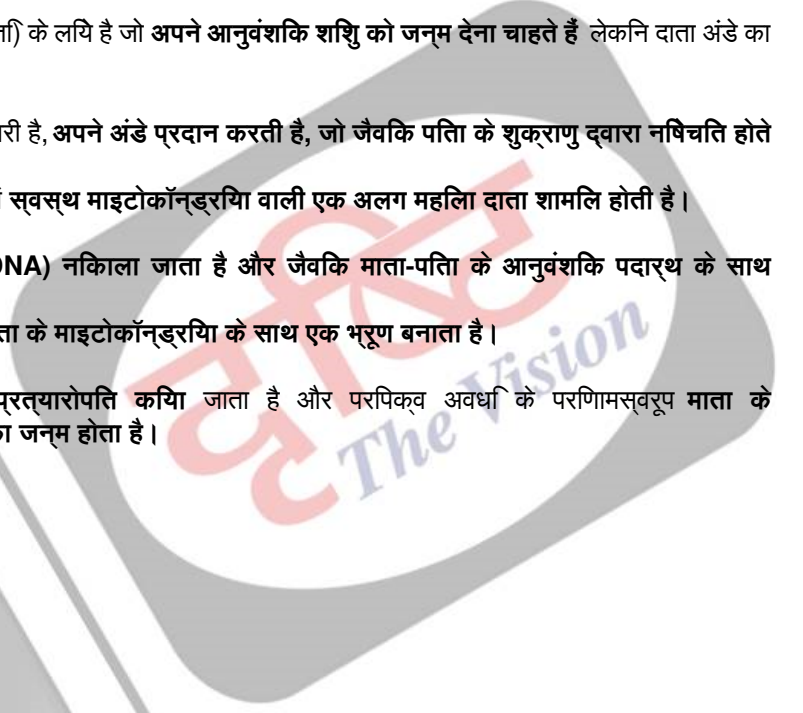 ता) के लिये है जो अपने आनुवंशिक शिशु को जन्म देना चाहते हैं लेकिन दाता अंडे का
री है, अपने अंडे प्रदान करती है, जो जैविक पिता के शुक्राणु द्वारा निषेचित होते
स्वस्थ माइटोकॉन्ड्रिया वाली एक अलग महिला दाता शामिल होती है।
DNA) निकाला जाता है और जैविक माता-पिता के आनुवंशिक पदार्थ के साथ
ता के माइटोकॉन्ड्रिया के साथ एक भ्रूण बनाता है।
प्रत्यारोपित किया जाता है और परिपक्व अवधि के परिणामस्वरूप माता के
का जन्म होता है।
दृष्टि
The Vision